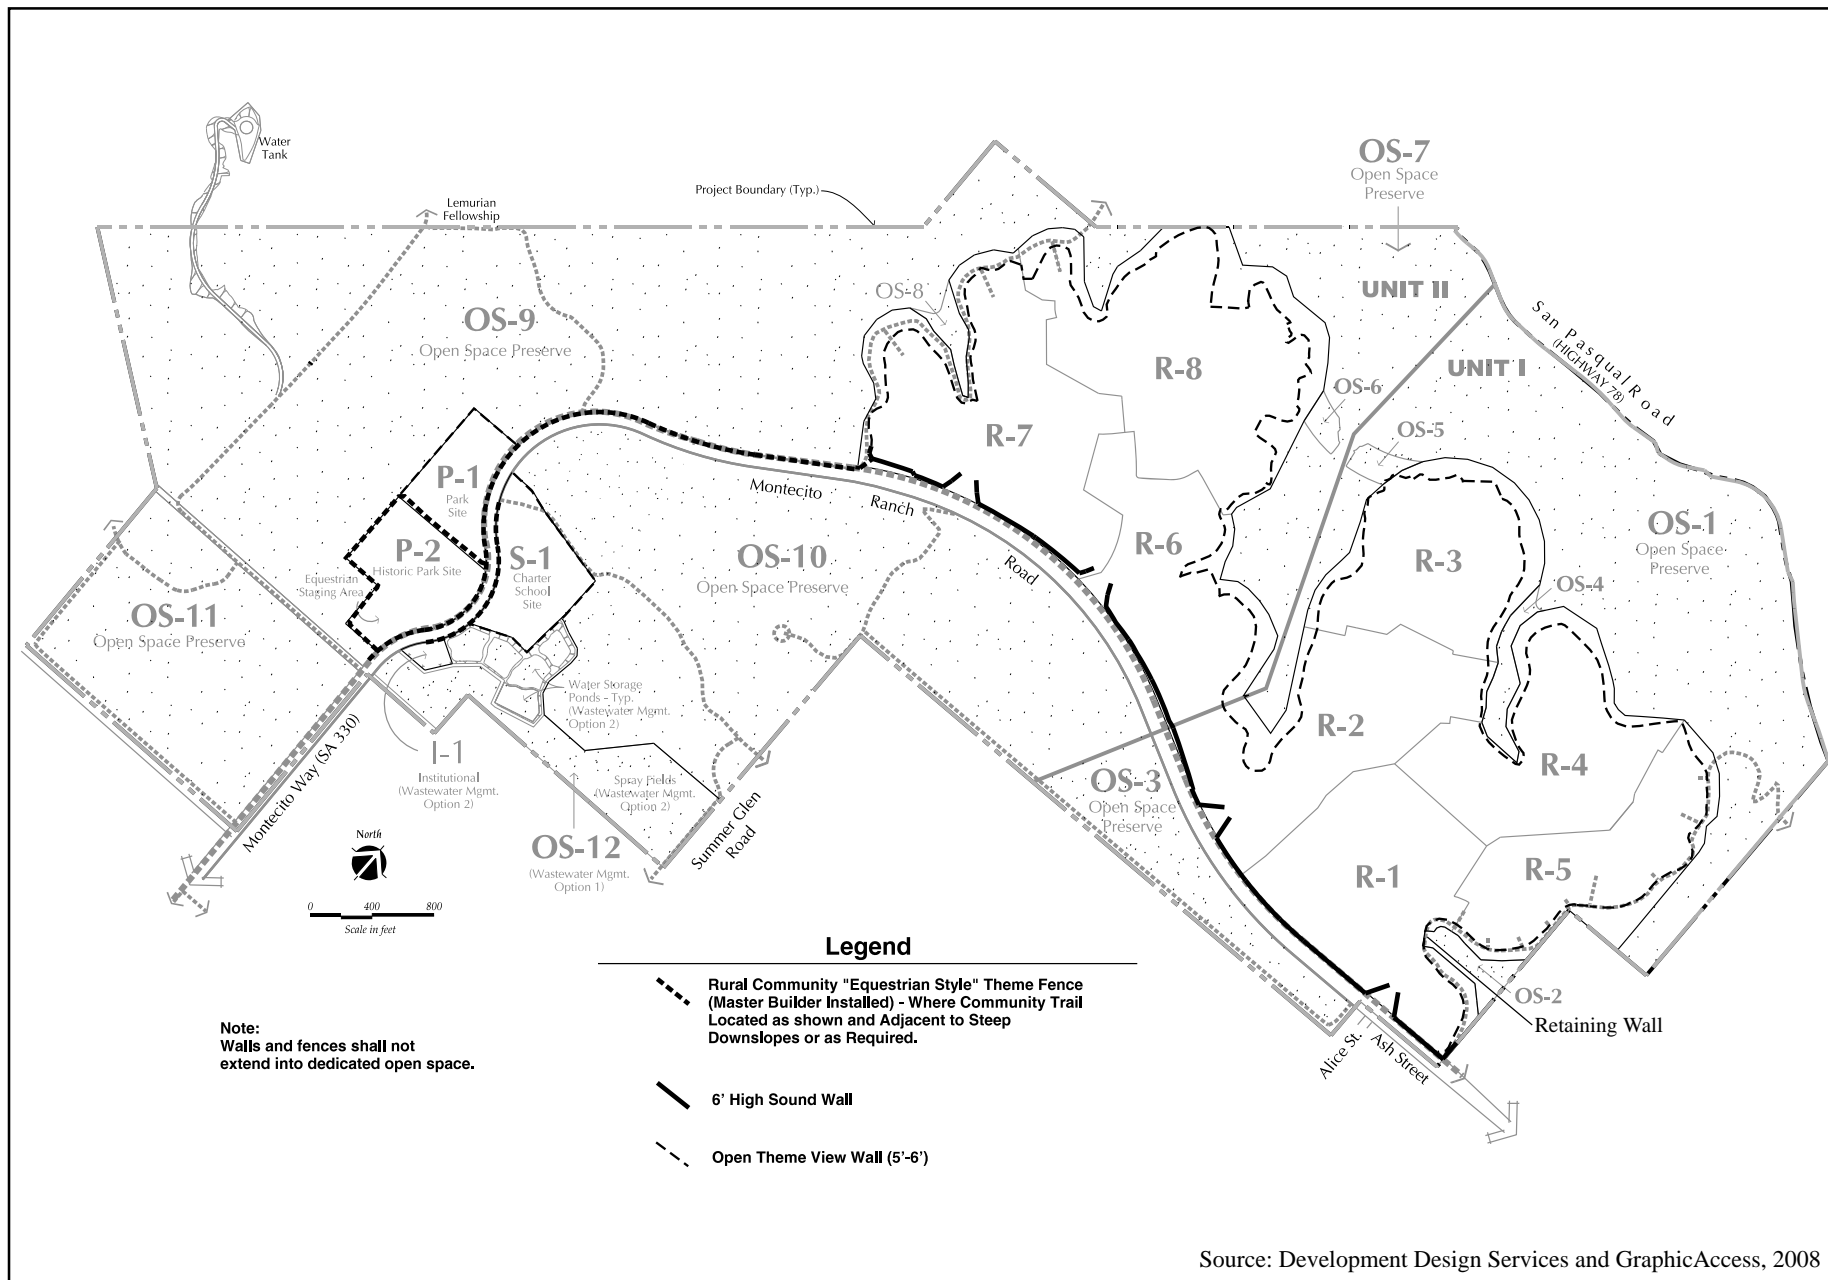 Water
Tank
Lemurian
Fellowship
Project Boundary (Typ.)
OS-7
Open Space
Preserve
OS-8
UNIT II
San Pasqual Road
(HIGHWAY 78)
OS-9
Open Space Preserve
UNIT I
R-8
OS-6
OS-5
R-7
P-1
Park
Site
Montecito
Ranch
Road
OS-1
Open Space
Preserve
P-2
Historic Park Site
S-1
Charter
School
Site
OS-10
Open Space Preserve
R-6
R-3
OS-4
Equestrian
Staging Area
OS-11
Open Space Preserve
Water Storage
Ponds - Typ.
(Wastewater Mgmt.
Option 2)
R-2
I-1
Institutional
(Wastewater Mgmt.
Option 2)
Spray Fields
(Wastewater Mgmt.
Option 2)
OS-3
Open Space
Preserve
R-4
Montecito Way (SA 330)
Summer Glen
Road
North
OS-12
(Wastewater Mgmt.
Option 1)
R-1
R-5
0 400 800
Scale in feet
OS-2
Retaining Wall
Alice St.
Ash Street
Legend
Rural Community "Equestrian Style" Theme Fence
(Master Builder Installed) - Where Community Trail
Located as shown and Adjacent to Steep
Downslopes or as Required.
6' High Sound Wall
Open Theme View Wall (5'-6')
Note:
Walls and fences shall not
extend into dedicated open space.
Source: Development Design Services and GraphicAccess, 2008